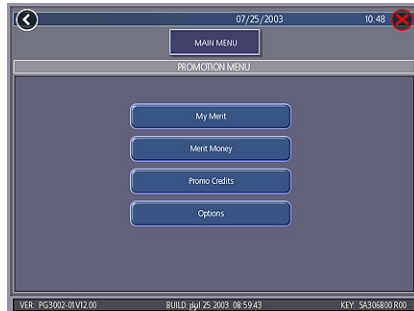 07/25/2003 10:48
MAIN MENU
PROMOTION MENU
My Merit
Merit Money
Promo Credits
Options
VER: PG3002-01V12.00 BUILD: jul 25 2003 08:59:43 KEY: SA306800 R00